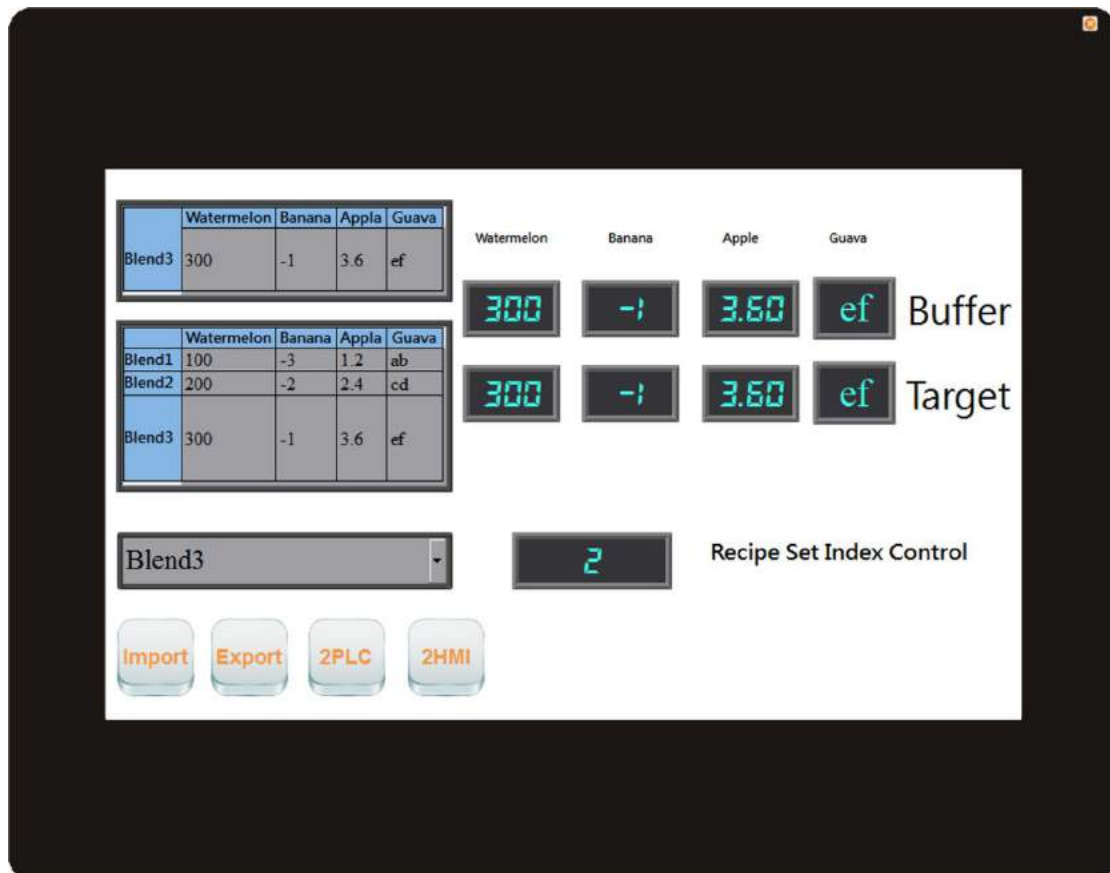 Watermelon Banana Appla Guava
Blend3 300 -1 3.6 ef
Watermelon Banana Apple Guava
300 -1 3.60 ef Buffer
Watermelon Banana Appla Guava
Blend1 100 -3 1.2 ab
Blend2 200 -2 2.4 cd
Blend3 300 -1 3.6 ef
300 -1 3.60 ef Target
Blend3
2
Recipe Set Index Control
Import Export 2PLC 2HMI